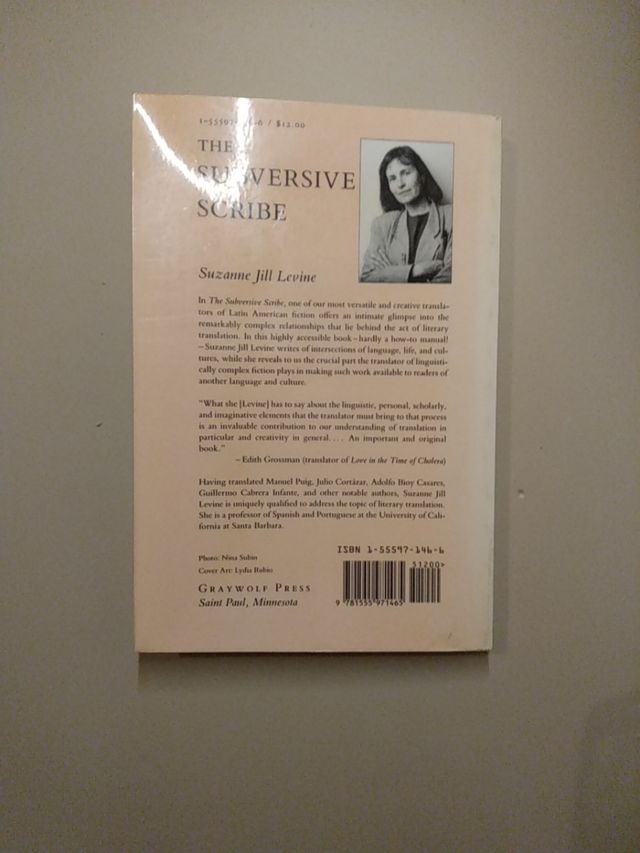 1-55597- -6 / $12.00
THE
SUBVERSIVE
SCRIBE
Suzanne Jill Levine
In The Subversive Scribe, one of our most versatile and creative transla-
tors of Latin American fiction offers an intimate glimpse into the
remarkably complex relationships that lie behind the act of literary
translation. In this highly accessible book—hardly a how-to manual!
—Suzanne Jill Levine writes of intersections of language, life, and cul-
tures, while she reveals to us the crucial part the translator of linguisti-
cally complex fiction plays in making such work available to readers of
another language and culture.
“What she [Levine] has to say about the linguistic, personal, scholarly,
and imaginative elements that the translator must bring to that process
is an invaluable contribution to our understanding of translation in
particular and creativity in general.... An important and original
book.”
—Edith Grossman (translator of Love in the Time of Cholera)
Having translated Manuel Puig, Julio Cortázar, Adolfo Bioy Casares,
Guillermo Cabrera Infante, and other notable authors, Suzanne Jill
Levine is uniquely qualified to address the topic of literary translation.
She is a professor of Spanish and Portuguese at the University of Cali-
fornia at Santa Barbara.
Photo: Nina Subin
Cover Art: Lydia Rubio
GRAYWOLF PRESS
Saint Paul, Minnesota
ISBN 1-55597-146-6
51200>
9 781555 971465